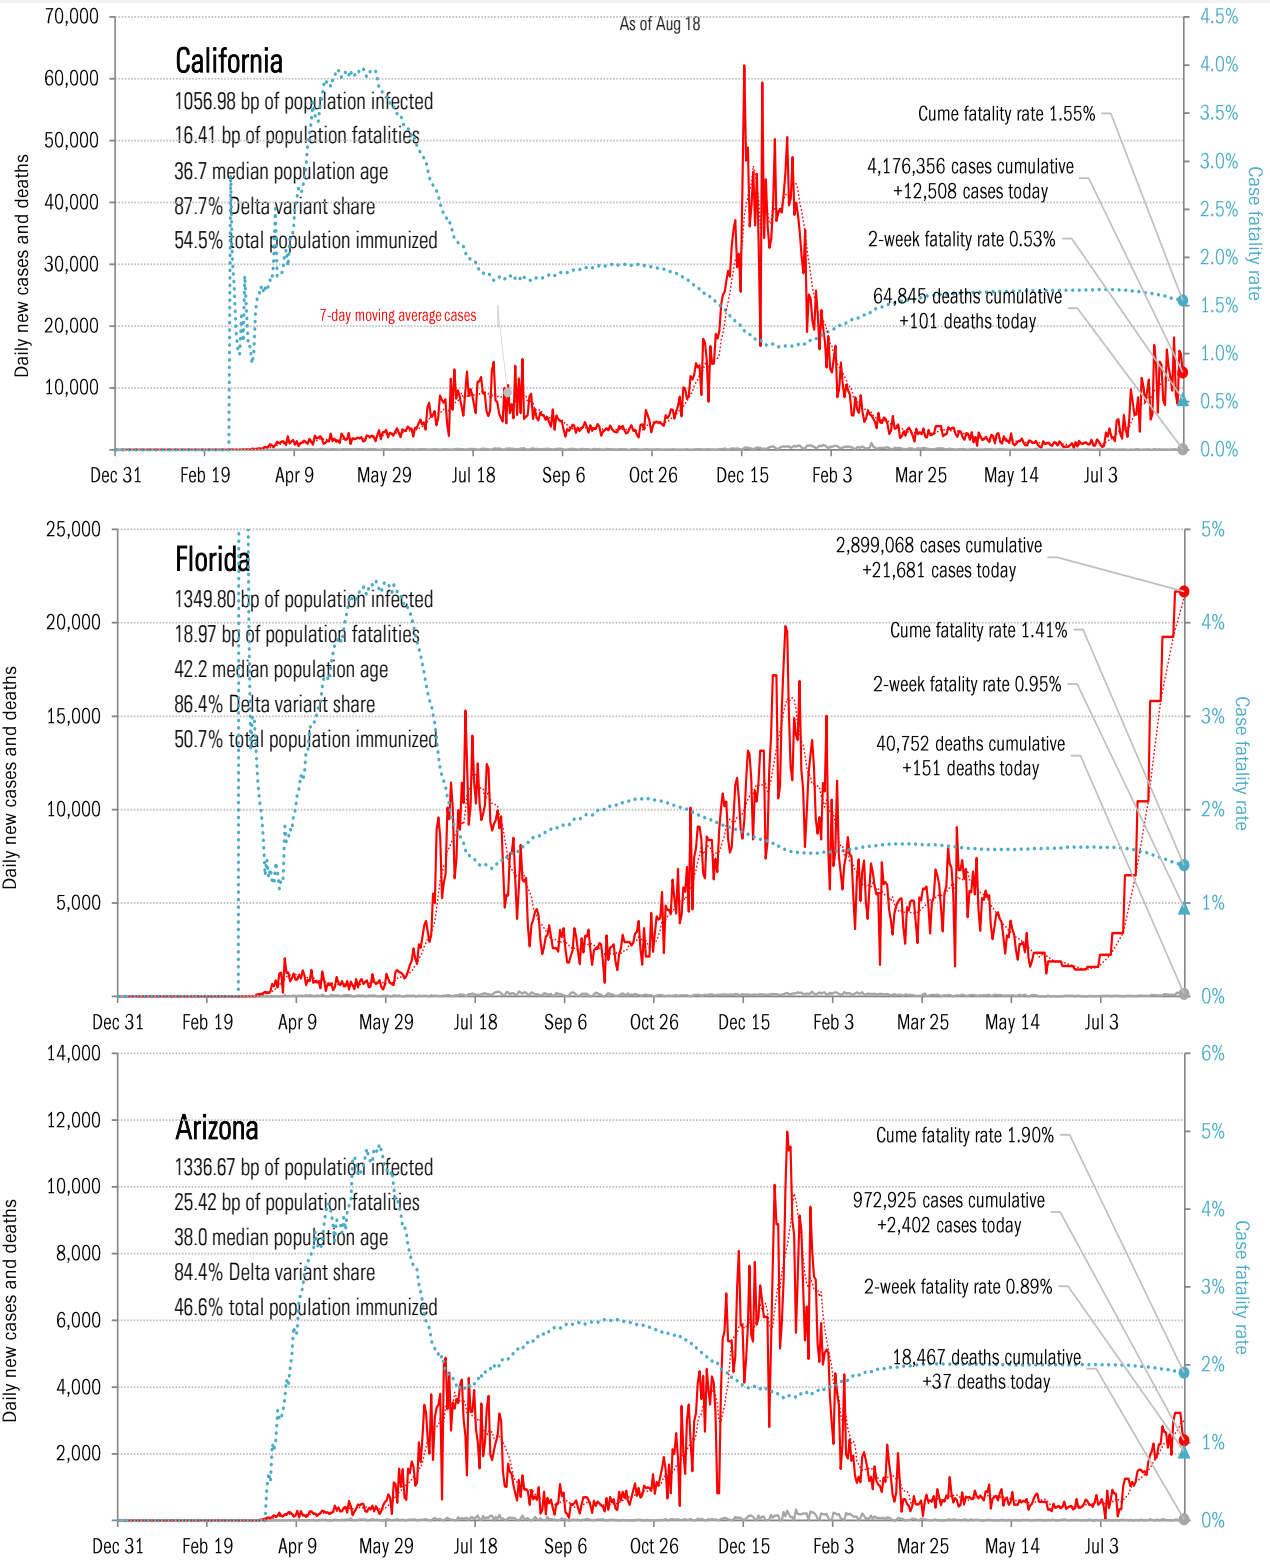 As of Aug 18
California
1056.98 bp of population infected
16.41 bp of population fatalities
36.7 median population age
87.7% Delta variant share
54.5% total population immunized
7-day moving average cases
Cume fatality rate 1.55%
4,176,356 cases cumulative
+12,508 cases today
2-week fatality rate 0.53%
64,845 deaths cumulative
+101 deaths today
Daily new cases and deaths
70,000
60,000
50,000
40,000
30,000
20,000
10,000
Case fatality rate
4.5%
4.0%
3.5%
3.0%
2.5%
2.0%
1.5%
1.0%
0.5%
0.0%
Dec 31 Feb 19 Apr 9 May 29 Jul 18 Sep 6 Oct 26 Dec 15 Feb 3 Mar 25 May 14 Jul 3
Florida
1349.80 bp of population infected
18.97 bp of population fatalities
42.2 median population age
86.4% Delta variant share
50.7% total population immunized
2,899,068 cases cumulative
+21,681 cases today
Cume fatality rate 1.41%
2-week fatality rate 0.95%
40,752 deaths cumulative
+151 deaths today
Daily new cases and deaths
25,000
20,000
15,000
10,000
5,000
Case fatality rate
5%
4%
3%
2%
1%
0%
Dec 31 Feb 19 Apr 9 May 29 Jul 18 Sep 6 Oct 26 Dec 15 Feb 3 Mar 25 May 14 Jul 3
Arizona
1336.67 bp of population infected
25.42 bp of population fatalities
38.0 median population age
84.4% Delta variant share
46.6% total population immunized
Cume fatality rate 1.90%
972,925 cases cumulative
+2,402 cases today
2-week fatality rate 0.89%
18,467 deaths cumulative
+37 deaths today
Daily new cases and deaths
14,000
12,000
10,000
8,000
6,000
4,000
2,000
Case fatality rate
6%
5%
4%
3%
2%
1%
0%
Dec 31 Feb 19 Apr 9 May 29 Jul 18 Sep 6 Oct 26 Dec 15 Feb 3 Mar 25 May 14 Jul 3